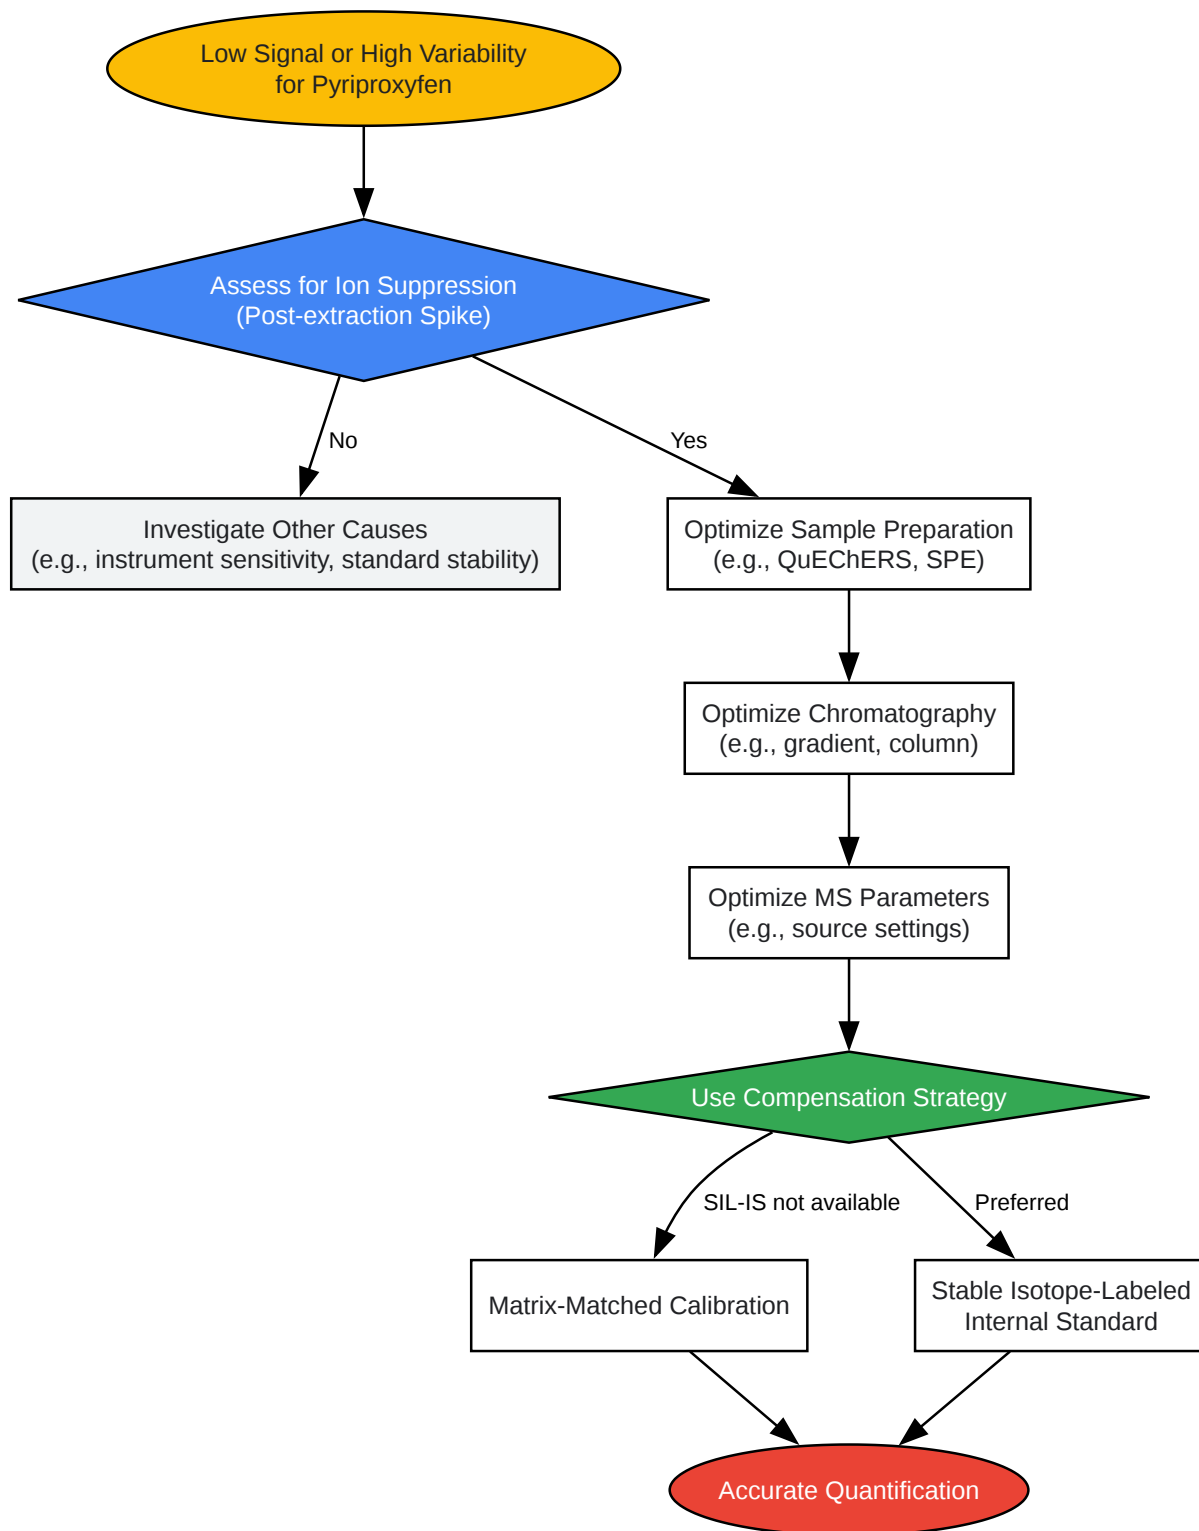 Low Signal or High Variability
for Pyriproxyfen
Assess for Ion Suppression
(Post-extraction Spike)
No
Yes
Investigate Other Causes
(e.g., instrument sensitivity, standard stability)
Optimize Sample Preparation
(e.g., QuEChERS, SPE)
Optimize Chromatography
(e.g., gradient, column)
Optimize MS Parameters
(e.g., source settings)
Use Compensation Strategy
SIL-IS not available
Preferred
Matrix-Matched Calibration
Stable Isotope-Labeled
Internal Standard
Accurate Quantification